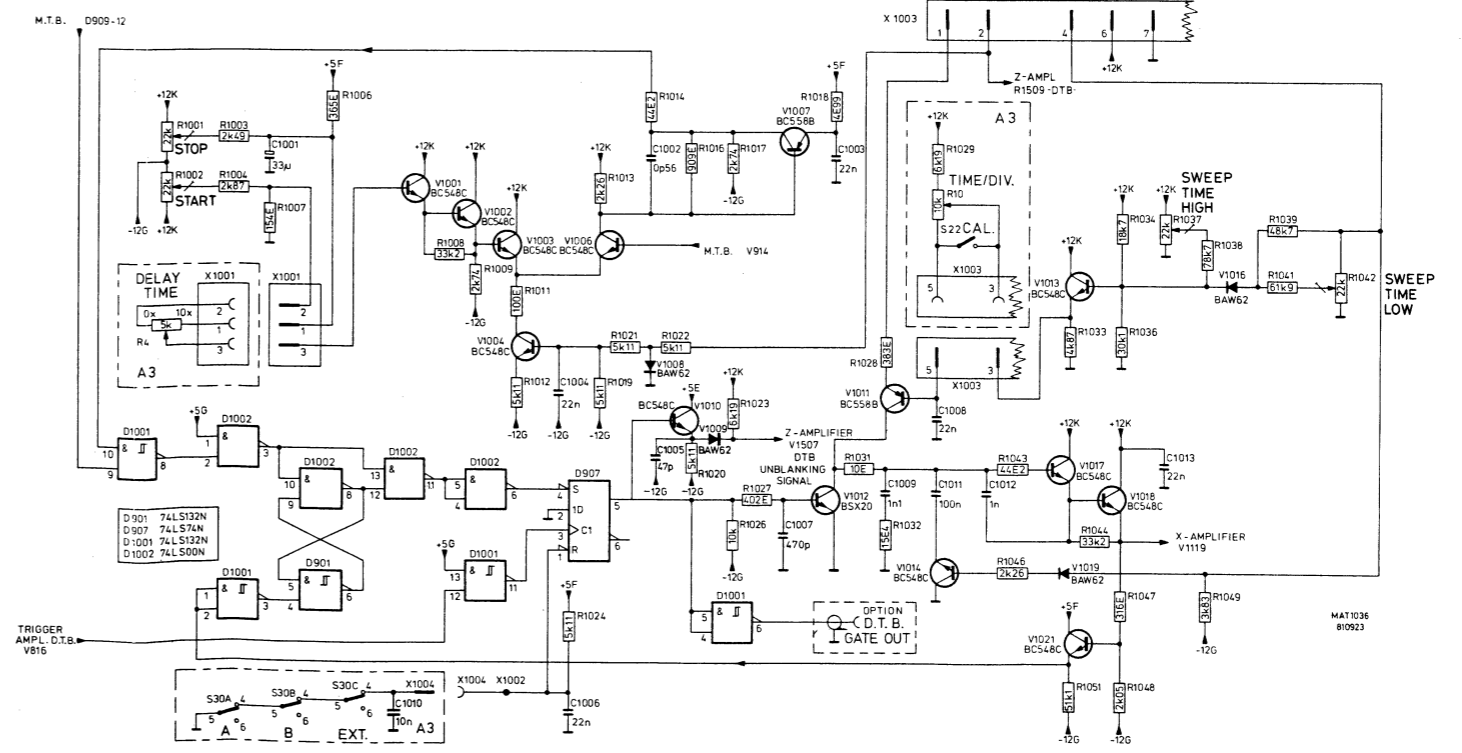 M.T.B. D909-12
X 1003
1 2 4 6 7
+12K
Z-AMPL
R1509 -DTB-
+5F
R1006
365E
+12K
R1001
22k
STOP
R1003
2k49
C1001
33μ
R1002
22k
START
R1004
2k87
R1007
154E
-12G
+12K
DELAY
TIME
X1001
0x 10x
5k
R4
2
1
3
A3
X1001
2
1
3
+12K
V1001
BC548C
+12K
V1002
BC548C
R1008
33k2
R1009
2k74
-12G
+12K
V1003
BC548C
V1006
BC548C
R1011
100E
+12K
R1013
2k26
M.T.B. V914
R1014
44E2
C1002
0p56
R1016
909E
R1017
2k74
-12G
V1007
BC558B
+5F
R1018
4E99
C1003
22n
V1004
BC548C
R1012
5k11
-12G
C1004
22n
-12G
R1019
5k11
-12G
R1021
5k11
R1022
5k11
V1008
BAW62
A 3
+12K
R1029
6k19
TIME/DIV.
R10
10k
S22 CAL.
X1003
5 3
5 3
X1003
R1028
383E
V1011
BC558B
C1008
22n
+12K
V1013
BC548C
R1033
4k87
+12K
R1034
18k7
R1036
30k1
SWEEP
TIME
HIGH
+12K
R1037
22k
R1038
78k7
V1016
BAW62
R1039
48k7
R1041
61k9
R1042
22k
SWEEP
TIME
LOW
D1001
&
10
9
8
+5G
D1002
&
1
2
3
D1002
&
10
9
8
D1002
&
13
12
11
D1002
&
5
4
6
D907
4 S
1D
3 C1
1 R
5
6
+5E
BC548C V1010
V1009
BAW62
C1005
47p
-12G
5k11
R1020
-12G
+12K
R1023
6k19
Z-AMPLIFIER
V1507
DTB
UNBLANKING
SIGNAL
R1027
402E
R1026
10k
-12G
C1007
470p
V1012
BSX20
R1031
10E
C1009
1n1
R1032
15E4
C1011
100n
C1012
1n
R1043
44E2
+12K
V1017
BC548C
+12K
V1018
BC548C
C1013
22n
R1044
33k2
X-AMPLIFIER
V1119
V1014
BC548C
R1046
2k26
V1019
BAW62
R1047
316E
R1049
3k83
-12G
+5F
V1021
BC548C
R1051
51k1
-12G
R1048
2k05
-12G
MAT1036
810923
D901 74LS132N
D907 74LS74N
D1001 74LS132N
D1002 74LS00N
D901
&
5
4
6
D1001
&
1
2
3
+5G
D1001
&
13
12
11
+5F
R1024
5k11
C1006
22n
D1001
&
5
4
6
OPTION
D.T.B.
GATE OUT
TRIGGER
AMPL. D.T.B.
V816
S30A 4
5 6
A
S30B 4
5 6
B
S30C 4
5 6
EXT.
X1004
C1010
10n
A3
X1004 X1002